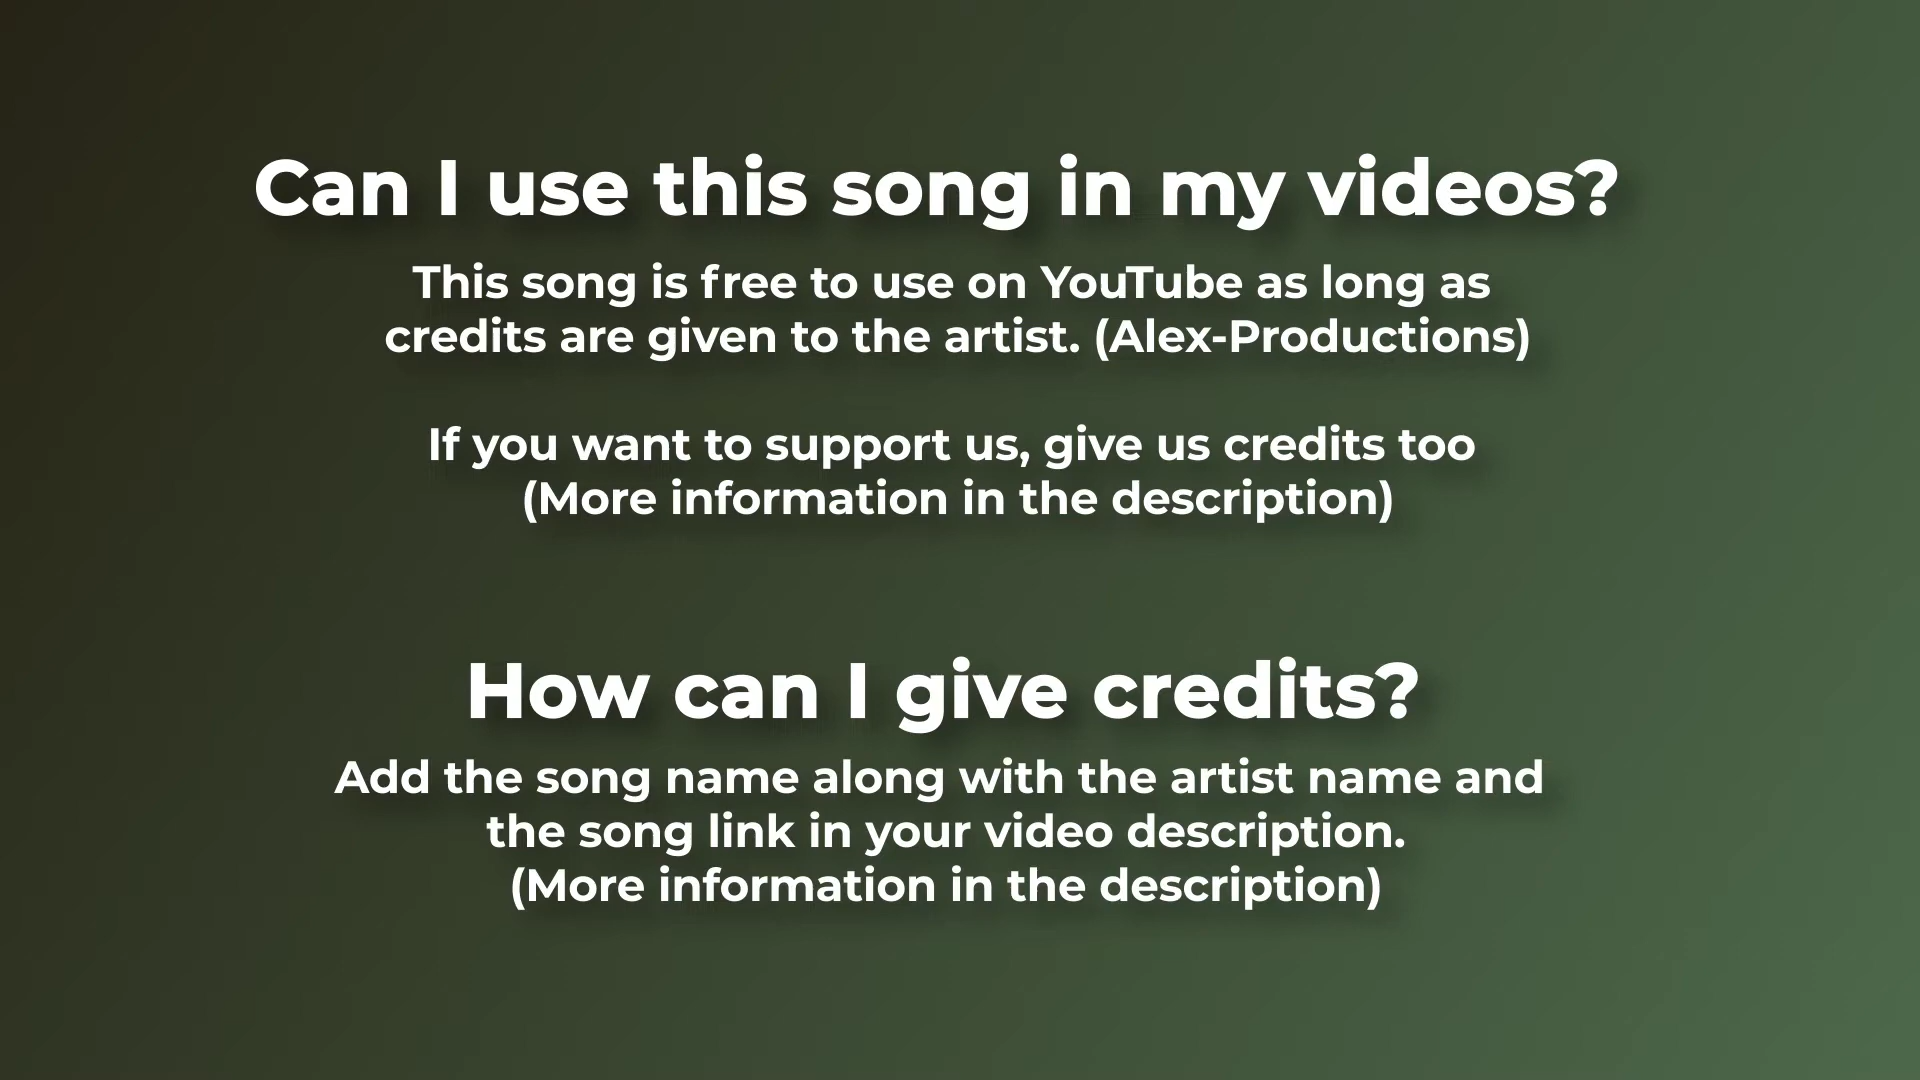 Can I use this song in my videos?
This song is free to use on YouTube as long as
credits are given to the artist. (Alex-Productions)
If you want to support us, give us credits too
(More information in the description)
How can I give credits?
Add the song name along with the artist name and
the song link in your video description.
(More information in the description)